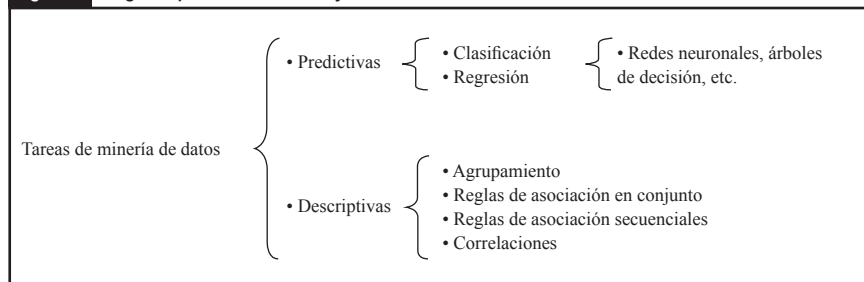 • Predictivas
• Clasificación
• Regresión
• Redes neuronales, árboles
de decisión, etc.
Tareas de minería de datos
• Descriptivas
• Agrupamiento
• Reglas de asociación en conjunto
• Reglas de asociación secuenciales
• Correlaciones